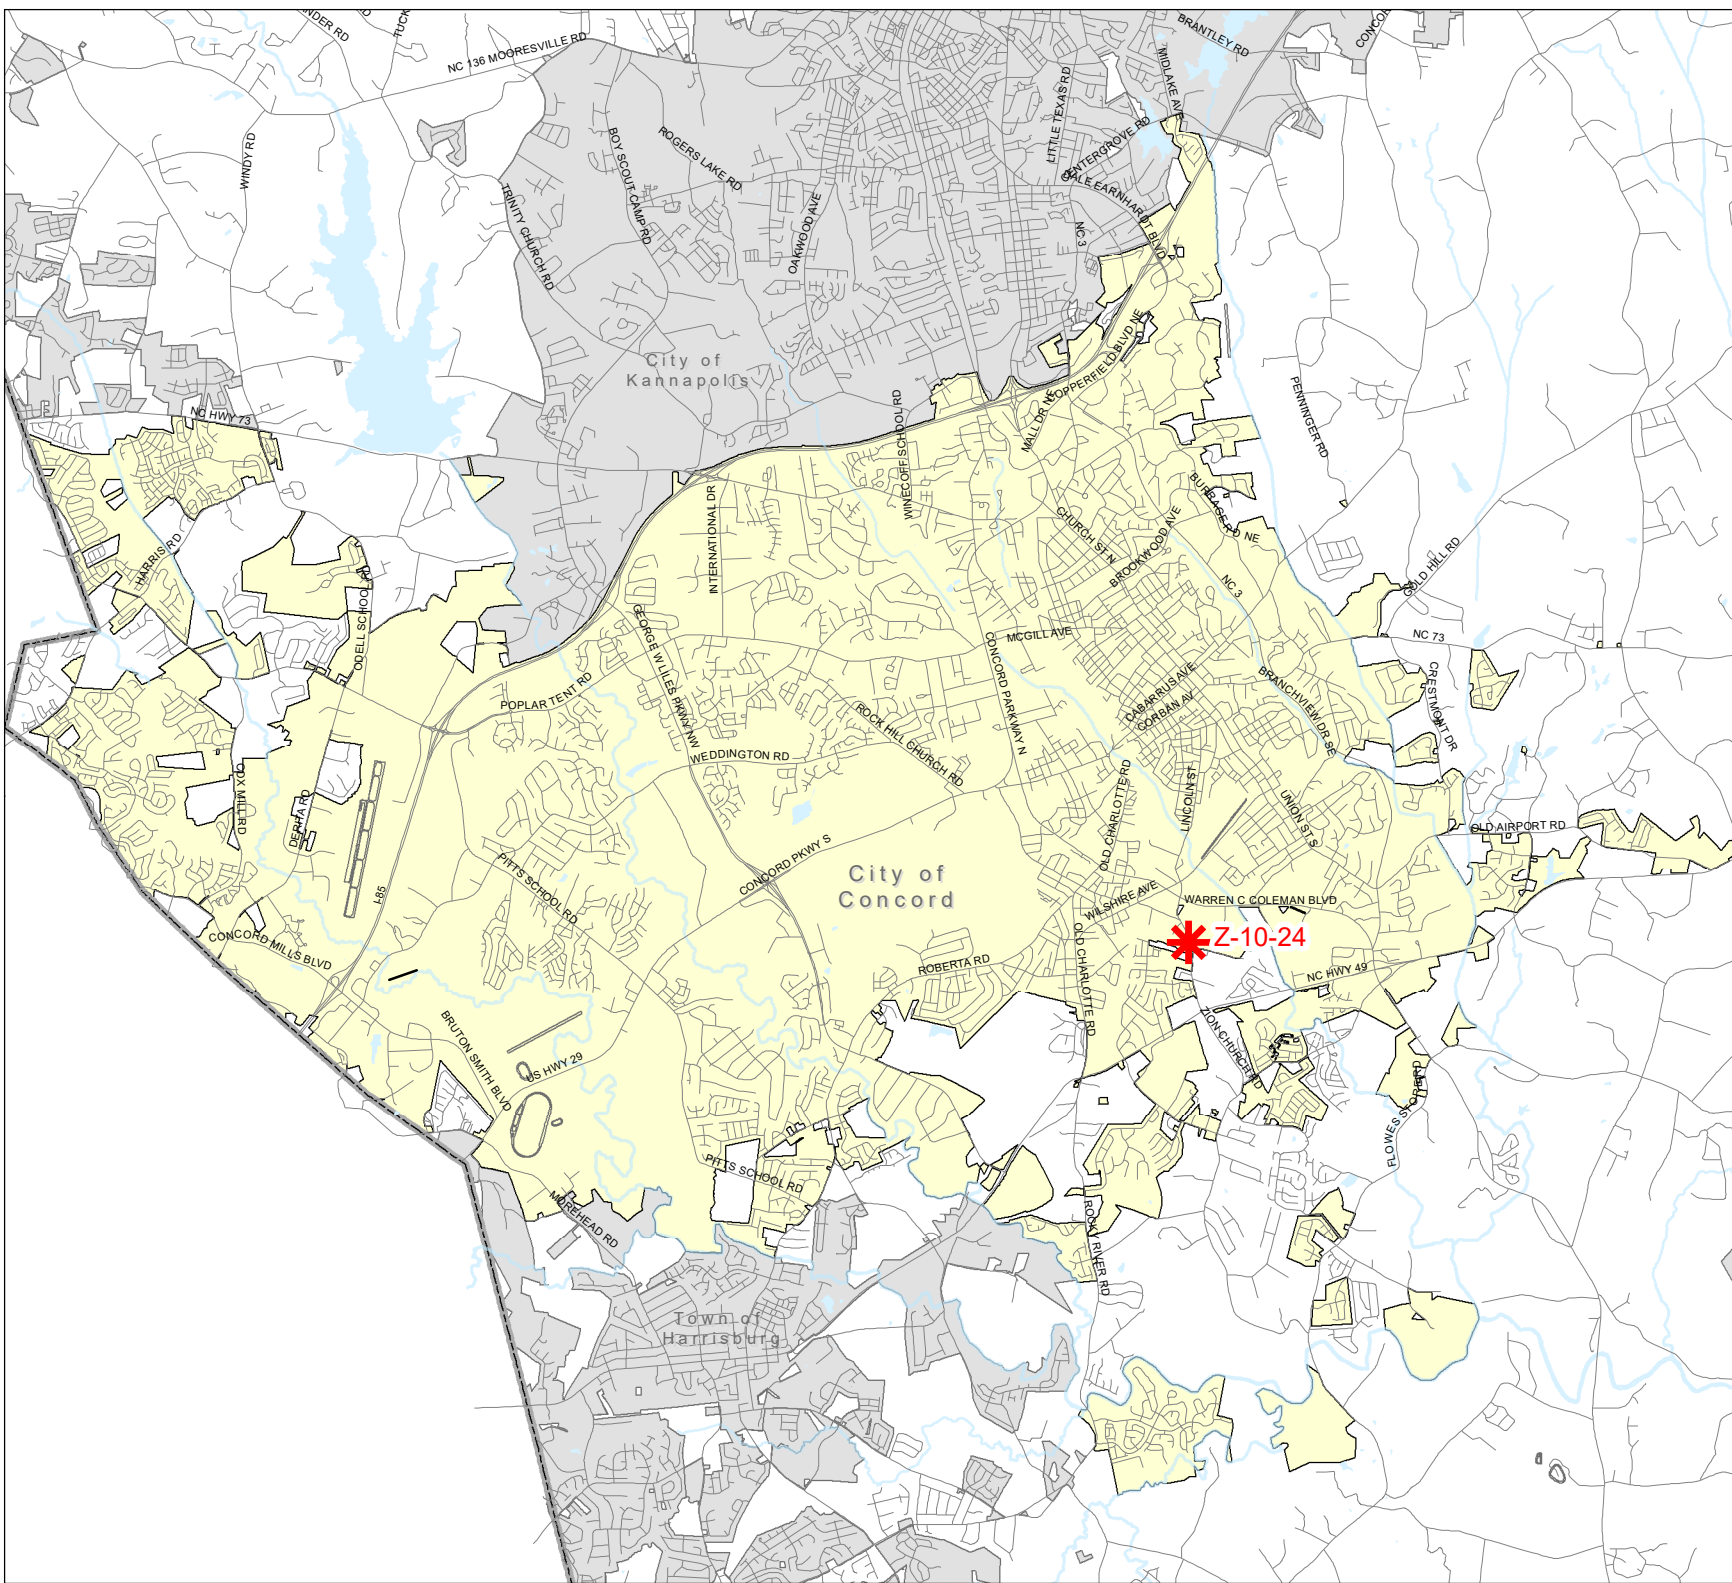 BRANTLEY RD
NC 136 MOORESVILLE RD
MIDLAKE AVE
LITTLE TEXAS RD
WINDY RD
BOY SCOUT CAMP RD
ROGERS LAKE RD
TRINITY CHURCH RD
OAKWOOD AVE
DALE EARNHARDT BLVD
NC 3
City of
Kannapolis
COPPERFIELD BLVD NE
MALL DR NE
PENNINGER RD
NC HWY 73
WINECOFF SCHOOL RD
INTERNATIONAL DR
CHURCH ST N
BROOKWOOD AVE
BURRAGE RD NE
NC 3
GOLD HILL RD
HARRIS RD
ODELL SCHOOL RD
GEORGE W LILES PKWY NW
MCGILL AVE
CONCORD PARKWAY N
NC 73
CRESTMONT DR
POPLAR TENT RD
ROCK HILL CHURCH RD
CABARRUS AVE
CORBAN AV
BRANCHVIEW DR SE
WEDDINGTON RD
COX MILL RD
DERITA RD
OLD CHARLOTTE RD
LINCOLN ST
UNION ST S
OLD AIRPORT RD
I-85
PITTS SCHOOL RD
CONCORD PKWY S
City of
Concord
WILSHIRE AVE
WARREN C COLEMAN BLVD
Z-10-24
CONCORD MILLS BLVD
ROBERTA RD
OLD CHARLOTTE RD
NC HWY 49
ZION CHURCH RD
BRUTON SMITH BLVD
US HWY 29
FLOWES STORE RD
PITTS SCHOOL RD
MOREHEAD RD
ROCKY RIVER RD
Town of
Harrisburg